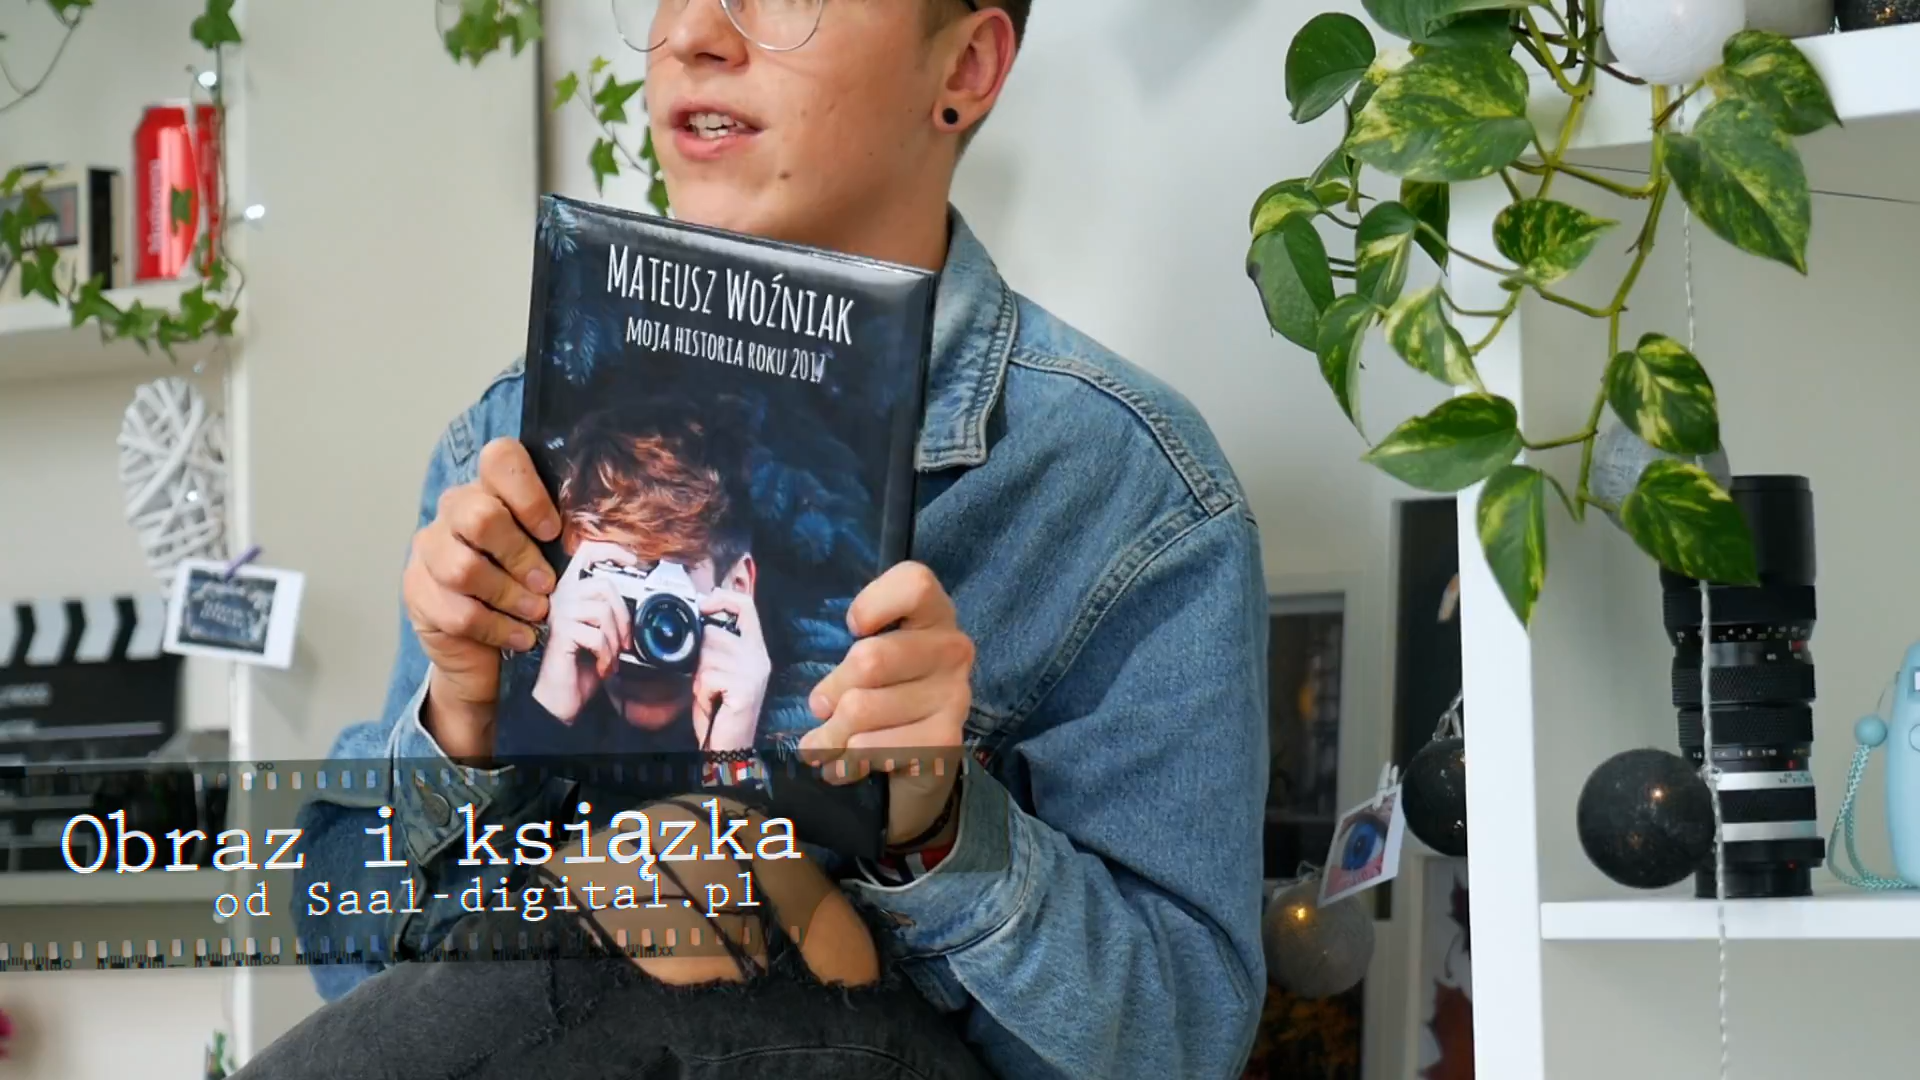 MATEUSZ WOŹNIAK
MOJA HISTORIA ROKU 2017
Obraz i książka
od Saal-digital.pl